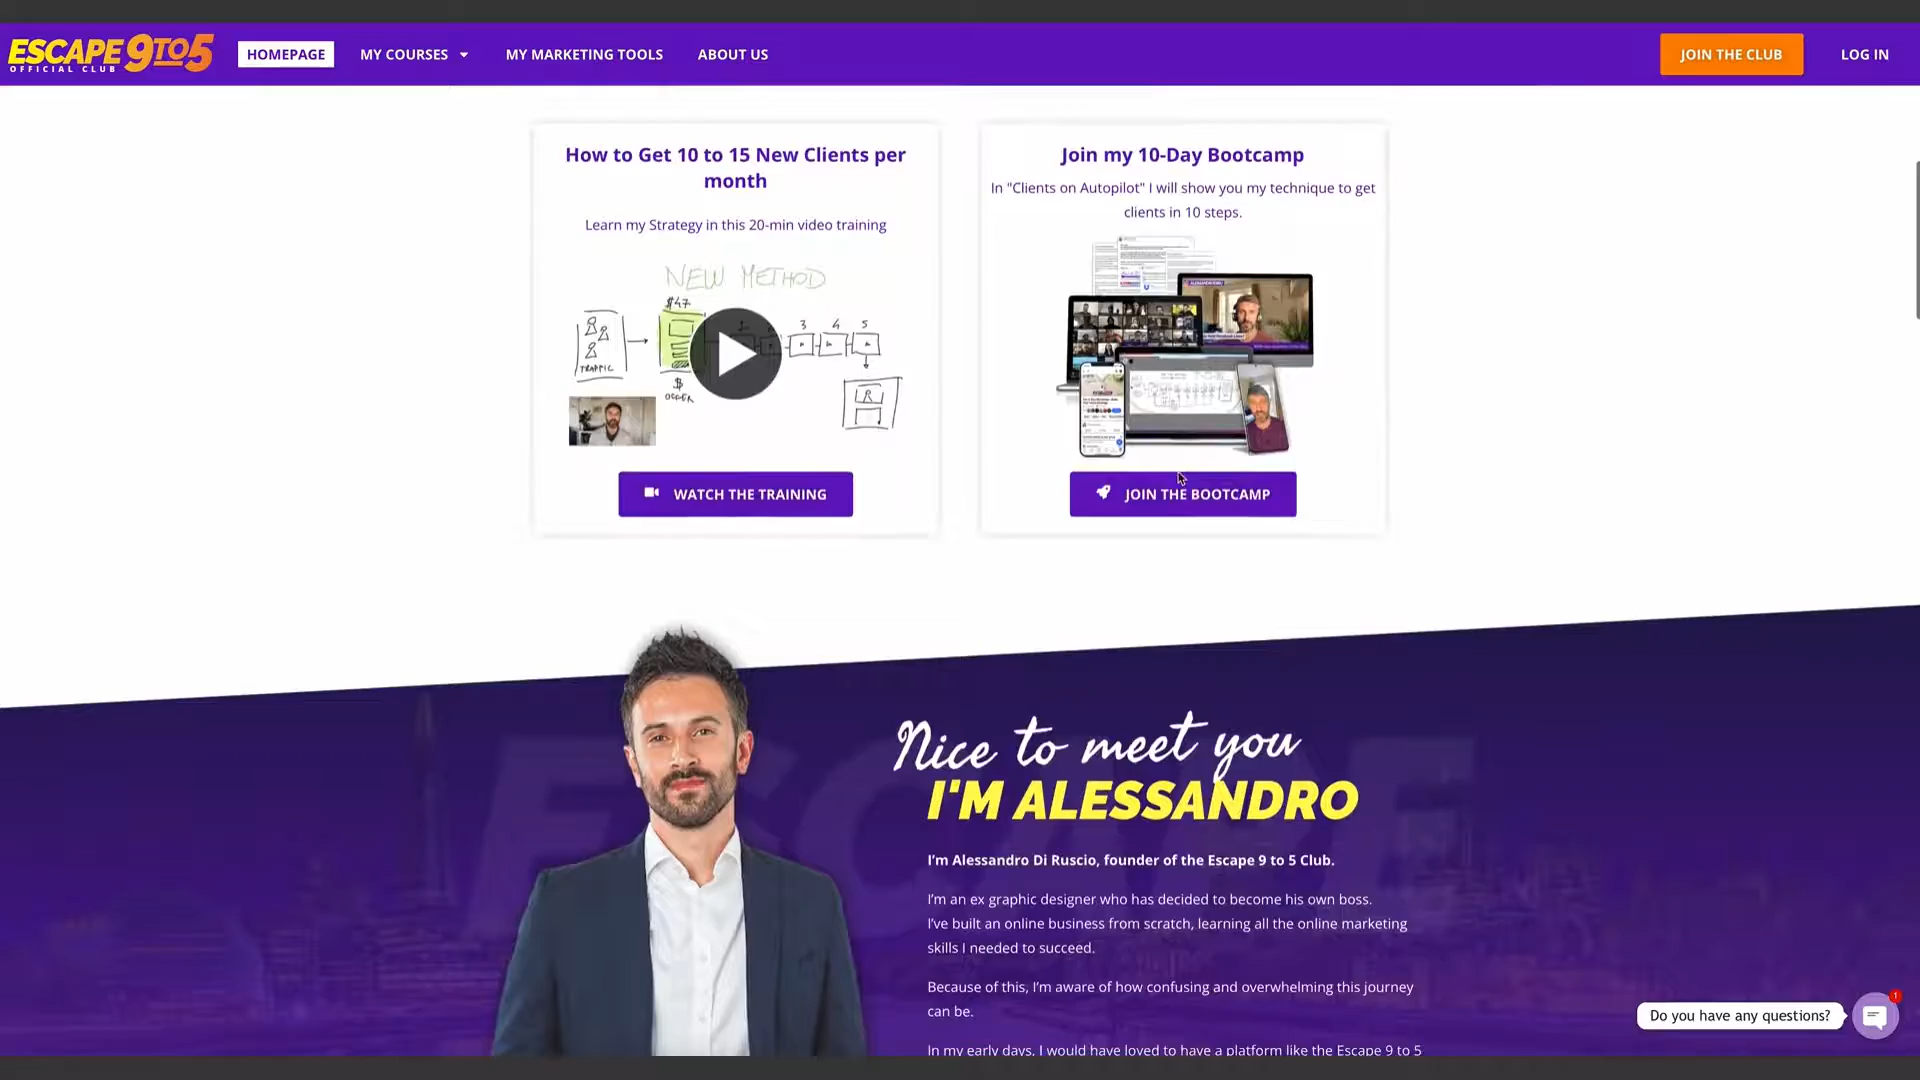 ESCAPE 9TO5
OFFICIAL CLUB
HOMEPAGE
MY COURSES
MY MARKETING TOOLS
ABOUT US
JOIN THE CLUB
LOG IN
How to Get 10 to 15 New Clients per
month
Learn my Strategy in this 20-min video training
NEW METHOD
$47
3 4 5
TRAFFIC
$
R
WATCH THE TRAINING
Join my 10-Day Bootcamp
In "Clients on Autopilot" I will show you my technique to get
clients in 10 steps.
JOIN THE BOOTCAMP
ESCAPE
Nice to meet you
I'M ALESSANDRO
I'm Alessandro Di Ruscio, founder of the Escape 9 to 5 Club.
I'm an ex graphic designer who has decided to become his own boss.
I've built an online business from scratch, learning all the online marketing
skills I needed to succeed.
Because of this, I'm aware of how confusing and overwhelming this journey
can be.
In my early days, I would have loved to have a platform like the Escape 9 to 5
Do you have any questions?
1